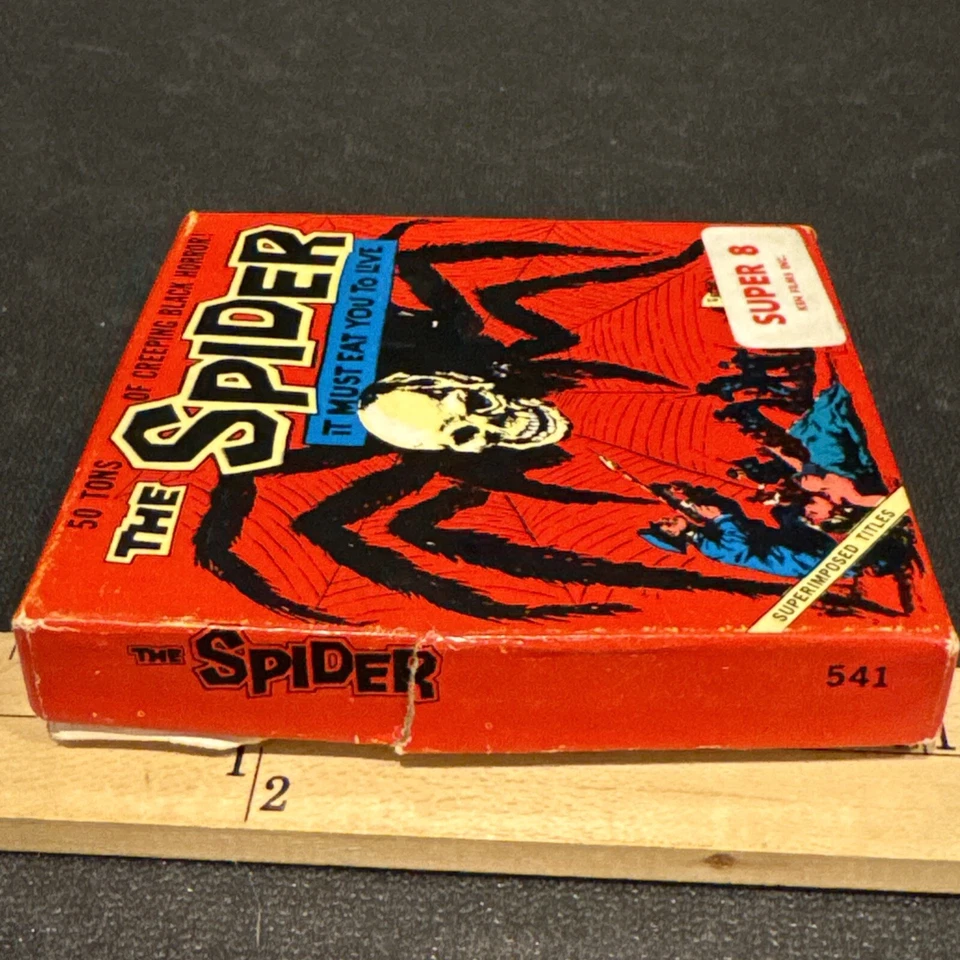 50 TONS OF CREEPING BLACK HORROR!
THE SPIDER
IT MUST EAT YOU TO LIVE
SUPER 8
KEN FILMS INC.
SUPERIMPOSED TITLES
THE SPIDER
541
1
2
1